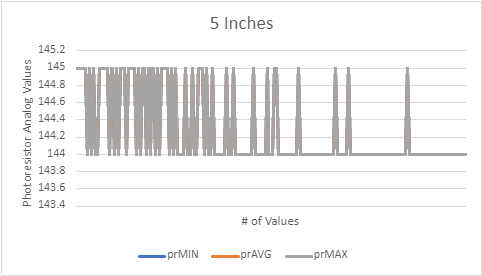 5 Inches
Photoresistor Analog Values
145.2
145
144.8
144.6
144.4
144.2
144
143.8
143.6
143.4
# of Values
prMIN prAVG prMAX